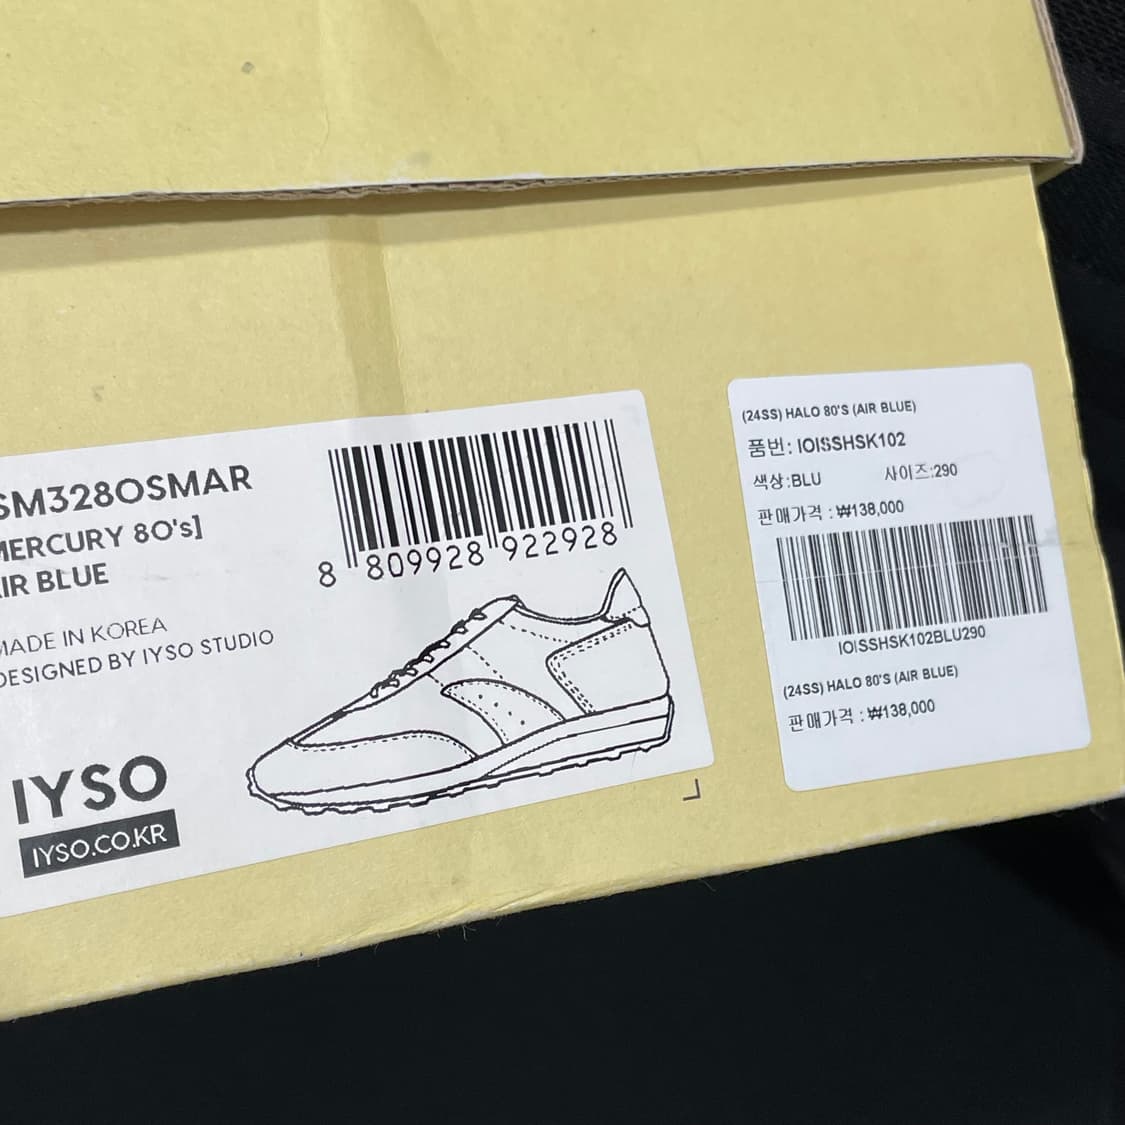 SM328OSMAR
MERCURY 80's]
AIR BLUE
MADE IN KOREA
DESIGNED BY IYSO STUDIO
IYSO
IYSO.CO.KR
8 809928 922928
(24SS) HALO 80'S (AIR BLUE)
품번: IOISSHSK102
색상:BLU 사이즈:290
판매가격 : ₩138,000
IOISSHSK102BLU290
(24SS) HALO 80'S (AIR BLUE)
판매가격 : ₩138,000